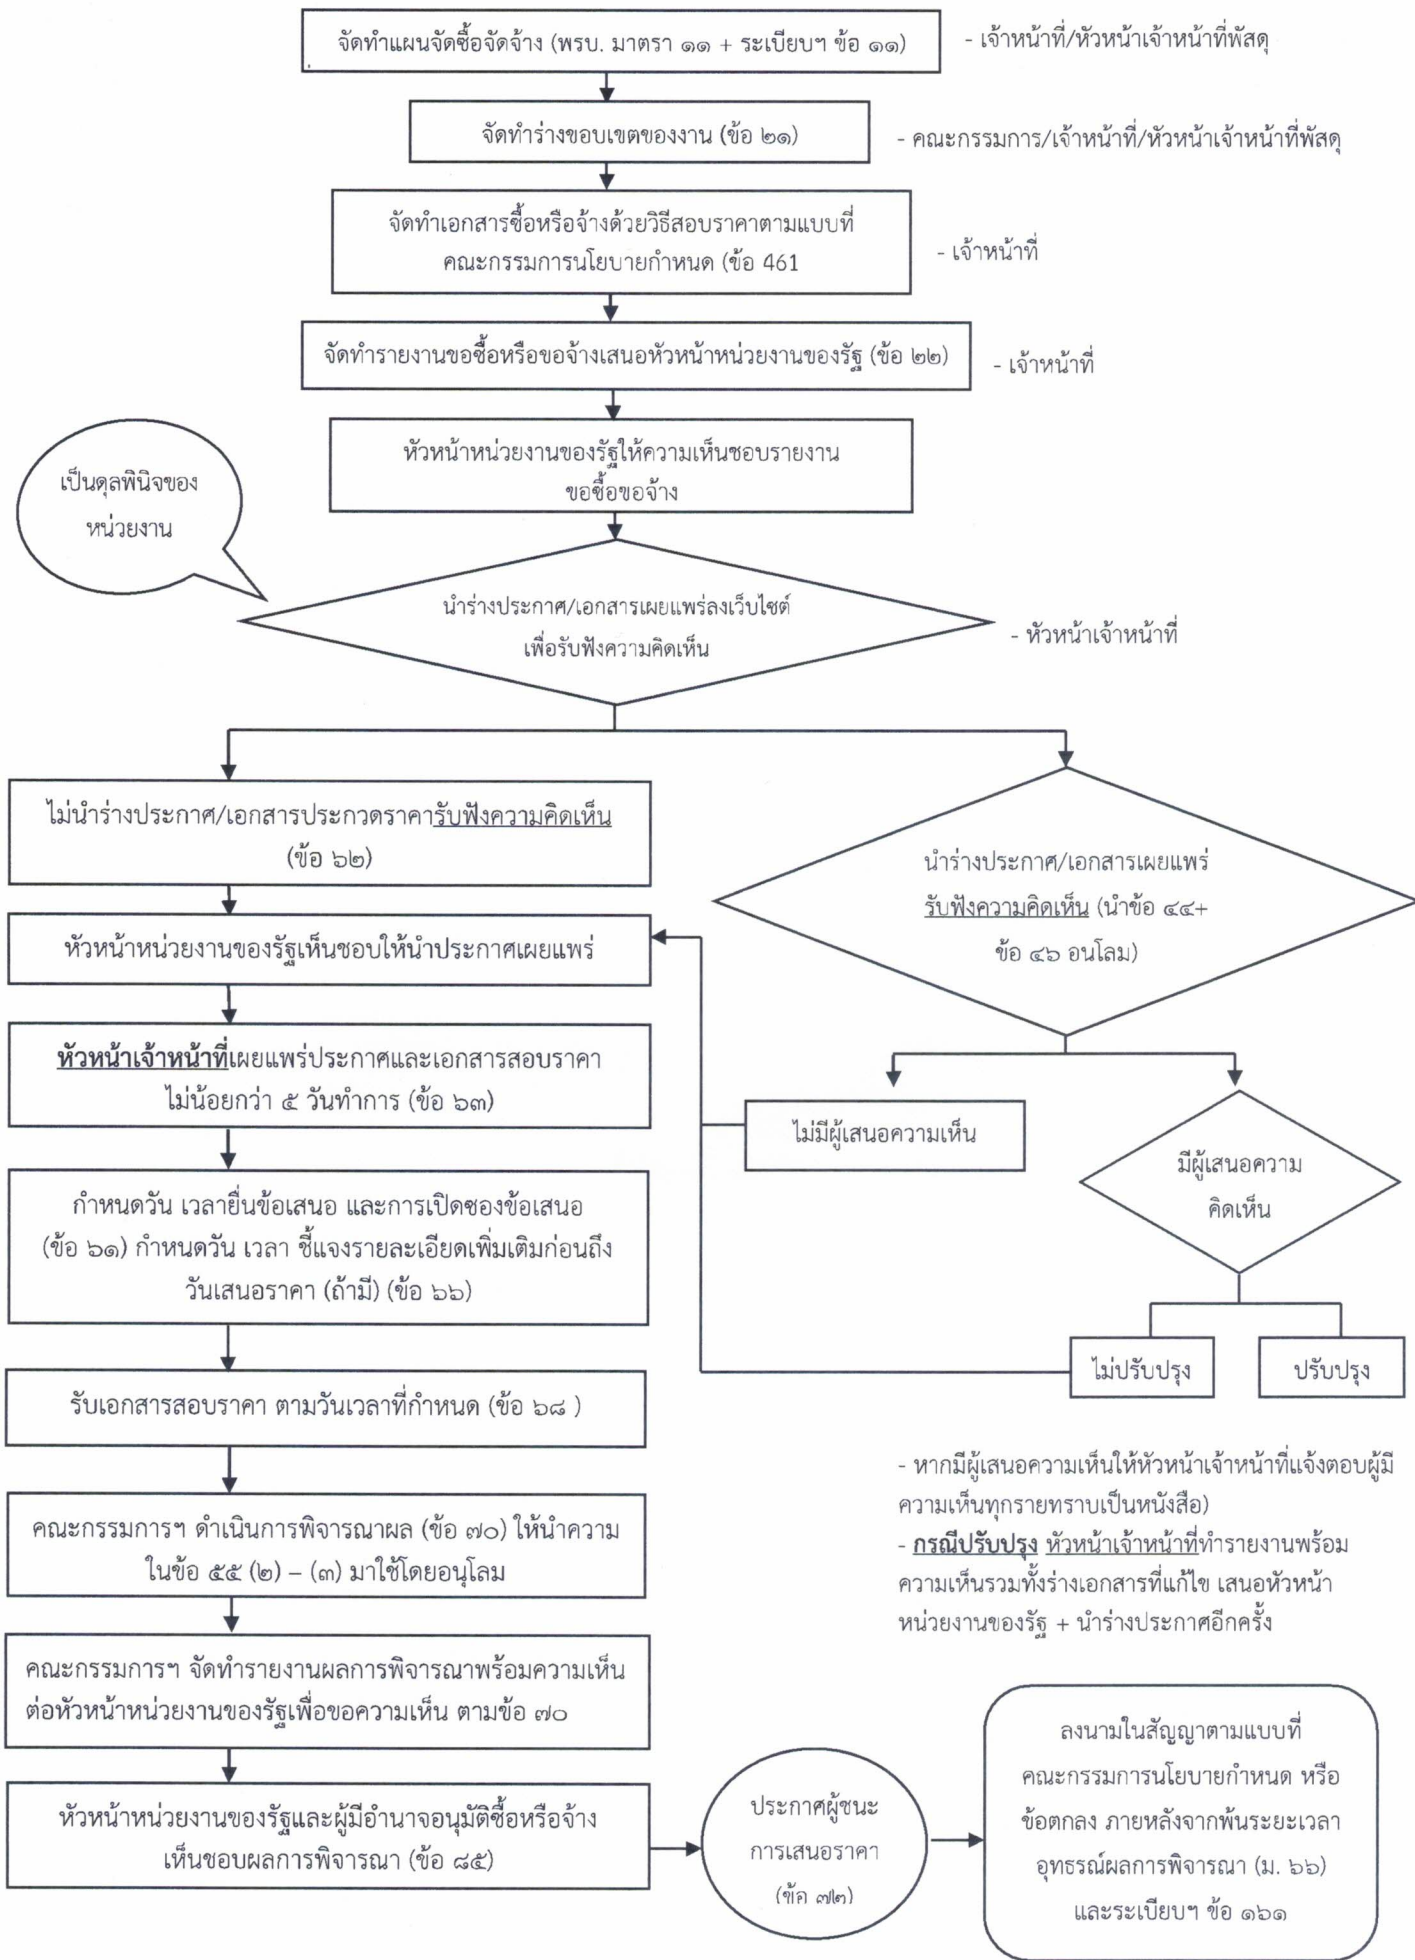 จัดทำแผนจัดซื้อจัดจ้าง (พรบ. มาตรา ๑๑ + ระเบียบฯ ข้อ ๑๑)
- เจ้าหน้าที่/หัวหน้าเจ้าหน้าที่พัสดุ
จัดทำร่างขอบเขตของงาน (ข้อ ๒๑)
- คณะกรรมการ/เจ้าหน้าที่/หัวหน้าเจ้าหน้าที่พัสดุ
จัดทำเอกสารซื้อหรือจ้างด้วยวิธีสอบราคาตามแบบที่
คณะกรรมการนโยบายกำหนด (ข้อ 461
- เจ้าหน้าที่
จัดทำรายงานขอซื้อหรือขอจ้างเสนอหัวหน้าหน่วยงานของรัฐ (ข้อ ๒๒)
- เจ้าหน้าที่
หัวหน้าหน่วยงานของรัฐให้ความเห็นชอบรายงาน
ขอซื้อขอจ้าง
เป็นดุลพินิจของ
หน่วยงาน
นำร่างประกาศ/เอกสารเผยแพร่ลงเว็บไซต์
เพื่อรับฟังความคิดเห็น
- หัวหน้าเจ้าหน้าที่
ไม่นำร่างประกาศ/เอกสารประกวดราคารับฟังความคิดเห็น
(ข้อ ๖๒)
หัวหน้าหน่วยงานของรัฐเห็นชอบให้นำประกาศเผยแพร่
หัวหน้าเจ้าหน้าที่เผยแพร่ประกาศและเอกสารสอบราคา
ไม่น้อยกว่า ๕ วันทำการ (ข้อ ๖๓)
กำหนดวัน เวลายื่นข้อเสนอ และการเปิดซองข้อเสนอ
(ข้อ ๖๑) กำหนดวัน เวลา ชี้แจงรายละเอียดเพิ่มเติมก่อนถึง
วันเสนอราคา (ถ้ามี) (ข้อ ๖๖)
รับเอกสารสอบราคา ตามวันเวลาที่กำหนด (ข้อ ๖๘ )
คณะกรรมการฯ ดำเนินการพิจารณาผล (ข้อ ๗๐) ให้นำความ
ในข้อ ๕๕ (๒) – (๓) มาใช้โดยอนุโลม
คณะกรรมการฯ จัดทำรายงานผลการพิจารณาพร้อมความเห็น
ต่อหัวหน้าหน่วยงานของรัฐเพื่อขอความเห็น ตามข้อ ๗๐
หัวหน้าหน่วยงานของรัฐและผู้มีอำนาจอนุมัติซื้อหรือจ้าง
เห็นชอบผลการพิจารณา (ข้อ ๘๕)
นำร่างประกาศ/เอกสารเผยแพร่
รับฟังความคิดเห็น (นำข้อ ๔๔+
ข้อ ๔๖ อนโลม)
ไม่มีผู้เสนอความเห็น
มีผู้เสนอความ
คิดเห็น
ไม่ปรับปรุง
ปรับปรุง
- หากมีผู้เสนอความเห็นให้หัวหน้าเจ้าหน้าที่แจ้งตอบผู้มี
ความเห็นทุกรายทราบเป็นหนังสือ)
- กรณีปรับปรุง หัวหน้าเจ้าหน้าที่ทำรายงานพร้อม
ความเห็นรวมทั้งร่างเอกสารที่แก้ไข เสนอหัวหน้า
หน่วยงานของรัฐ + นำร่างประกาศอีกครั้ง
ประกาศผู้ชนะ
การเสนอราคา
(ข้อ ๗๒)
ลงนามในสัญญาตามแบบที่
คณะกรรมการนโยบายกำหนด หรือ
ข้อตกลง ภายหลังจากพ้นระยะเวลา
อุทธรณ์ผลการพิจารณา (ม. ๖๖)
และระเบียบฯ ข้อ ๑๖๑